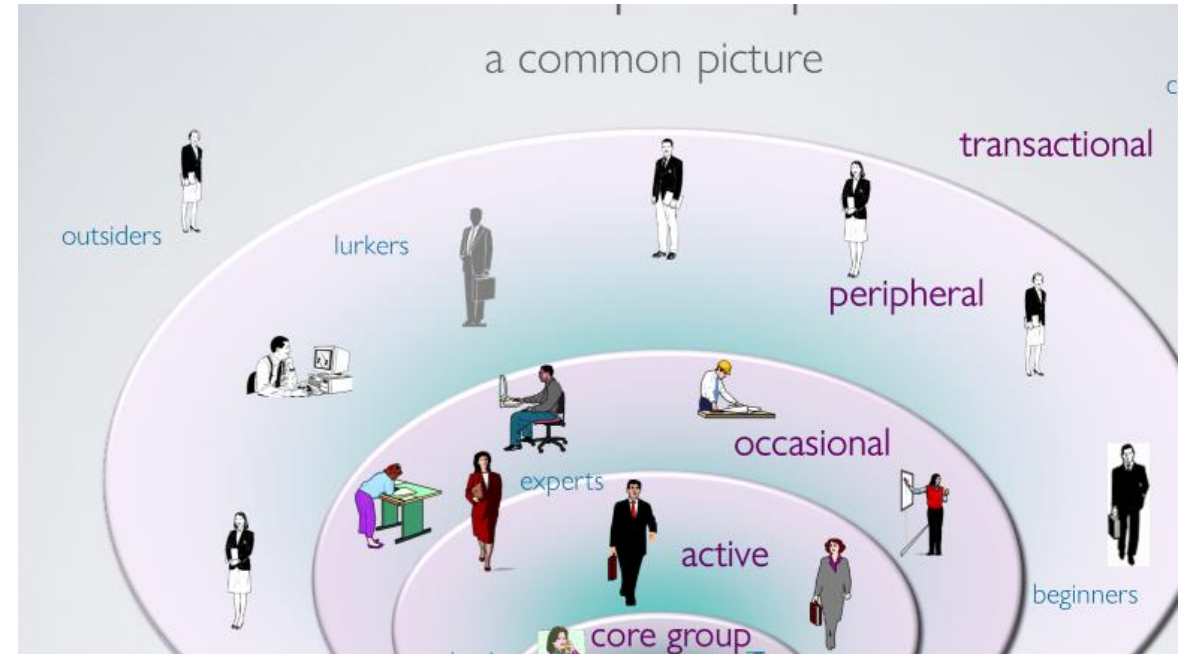 a common picture
transactional
outsiders
lurkers
peripheral
occasional
experts
active
beginners
core group